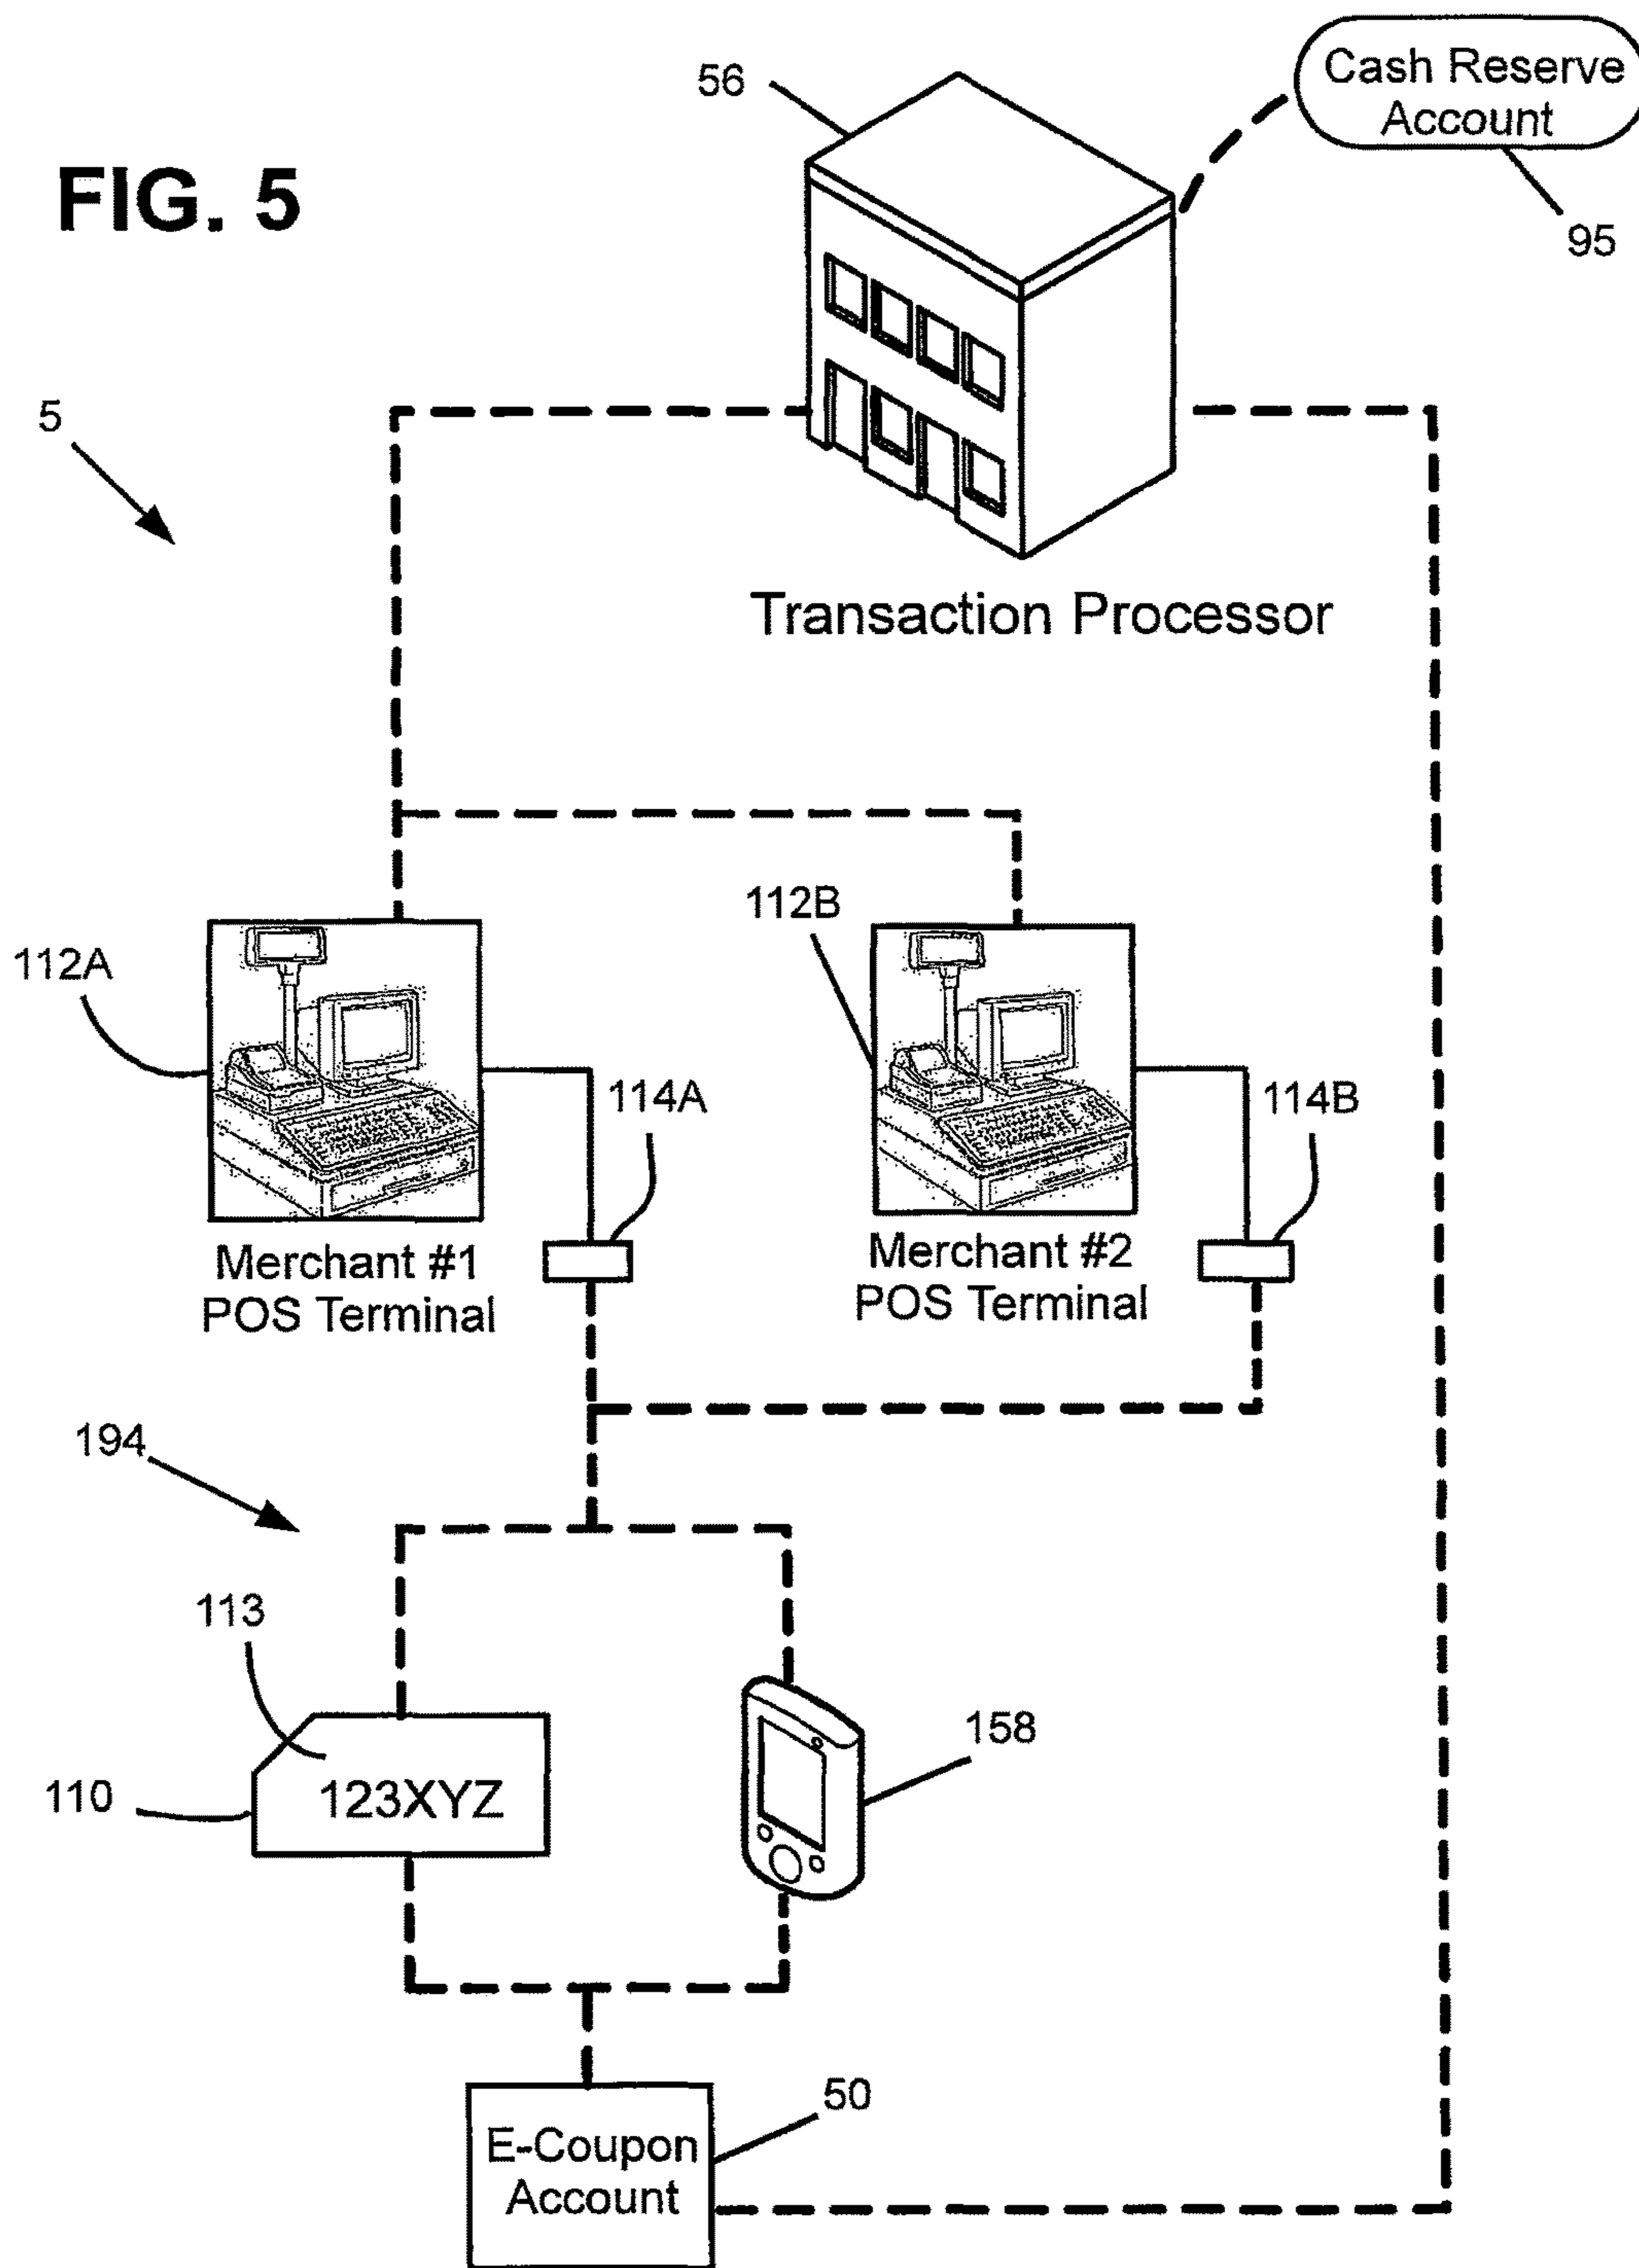 Cash Reserve
Account
56
FIG. 5
95
5
Transaction Processor
112B
112A
114A
114B
Merchant #1
POS Terminal
Merchant #2
POS Terminal
194
113
158
110
123XYZ
50
E-Coupon
Account